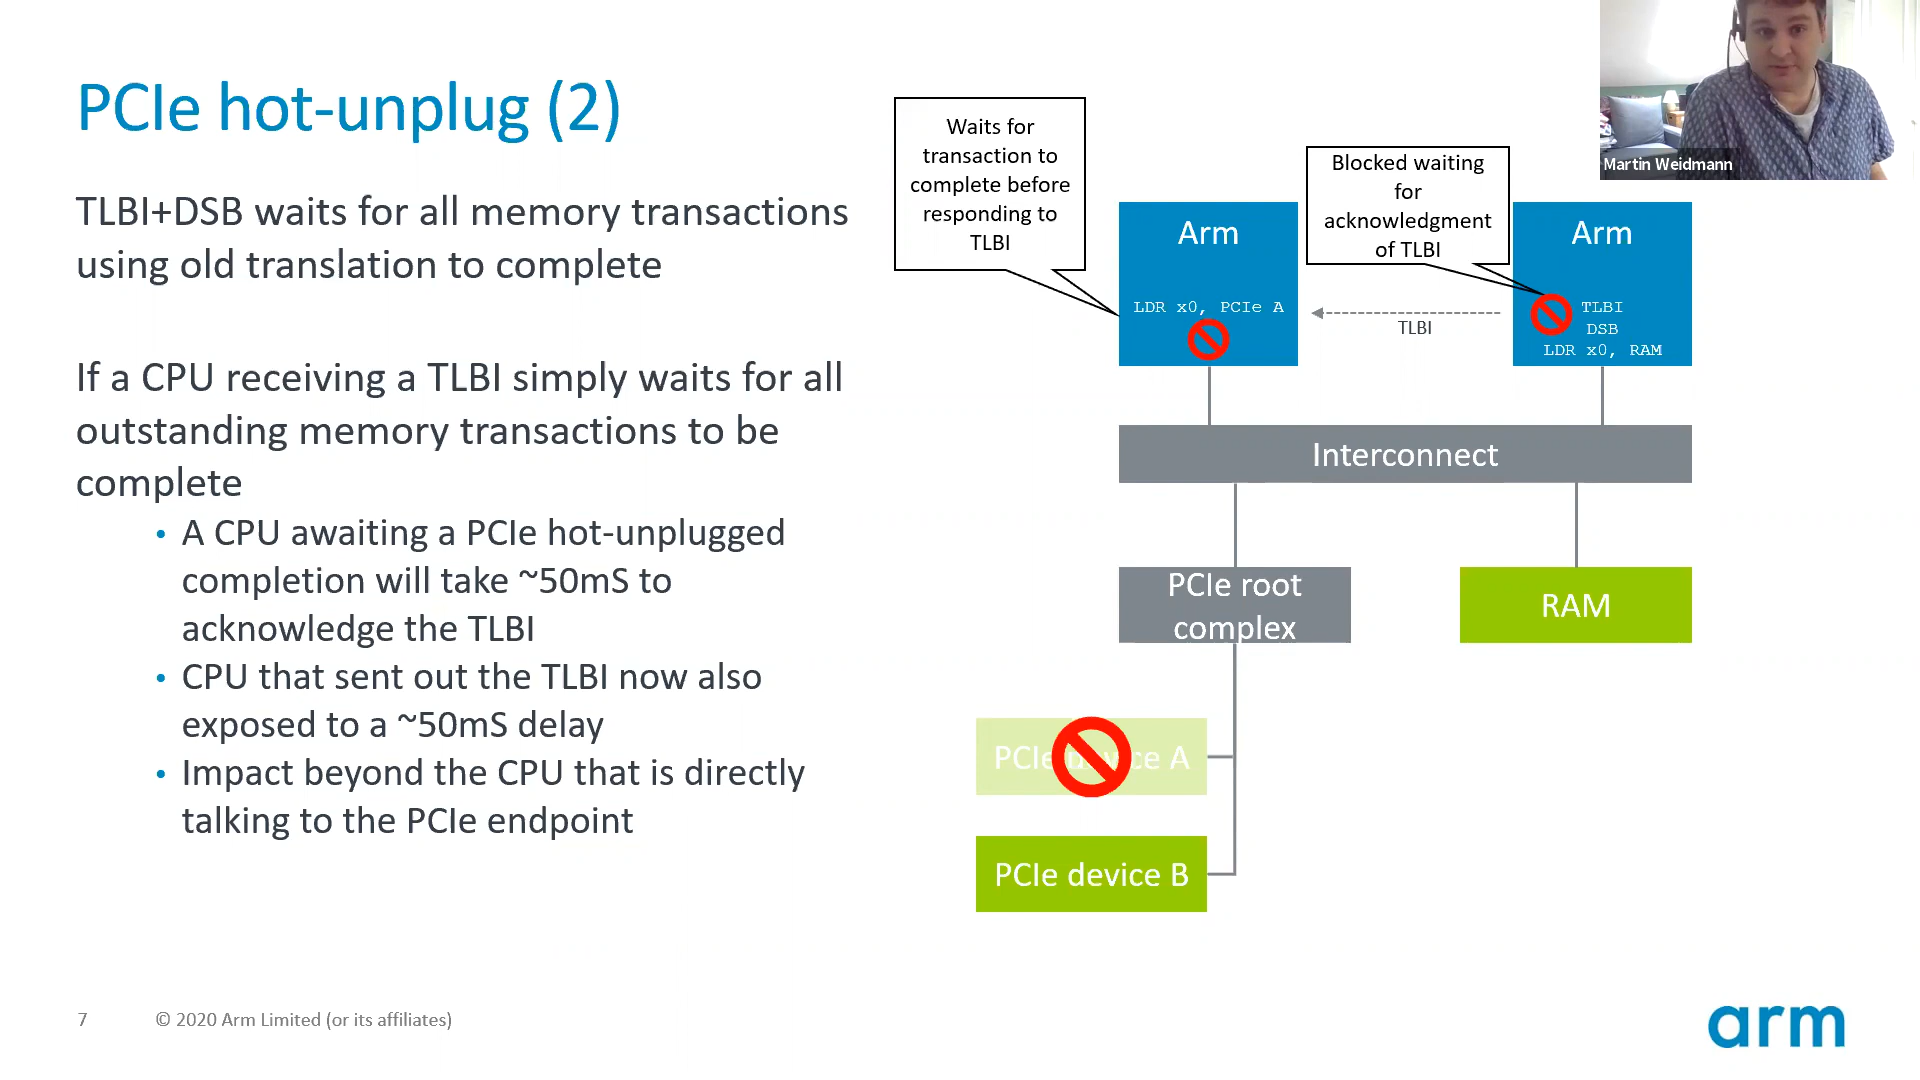 PCIe hot-unplug (2)
TLBI+DSB waits for all memory transactions
using old translation to complete
If a CPU receiving a TLBI simply waits for all
outstanding memory transactions to be
complete
• A CPU awaiting a PCIe hot-unplugged
completion will take ~50mS to
acknowledge the TLBI
• CPU that sent out the TLBI now also
exposed to a ~50mS delay
• Impact beyond the CPU that is directly
talking to the PCIe endpoint
Waits for
transaction to
complete before
responding to
TLBI
Blocked waiting
for
acknowledgment
of TLBI
Martin Weidmann
Arm
LDR x0, PCIe A
TLBI
Arm
TLBI
DSB
LDR x0, RAM
Interconnect
PCIe root
complex
RAM
PCIe device A
PCIe device B
7
© 2020 Arm Limited (or its affiliates)
arm